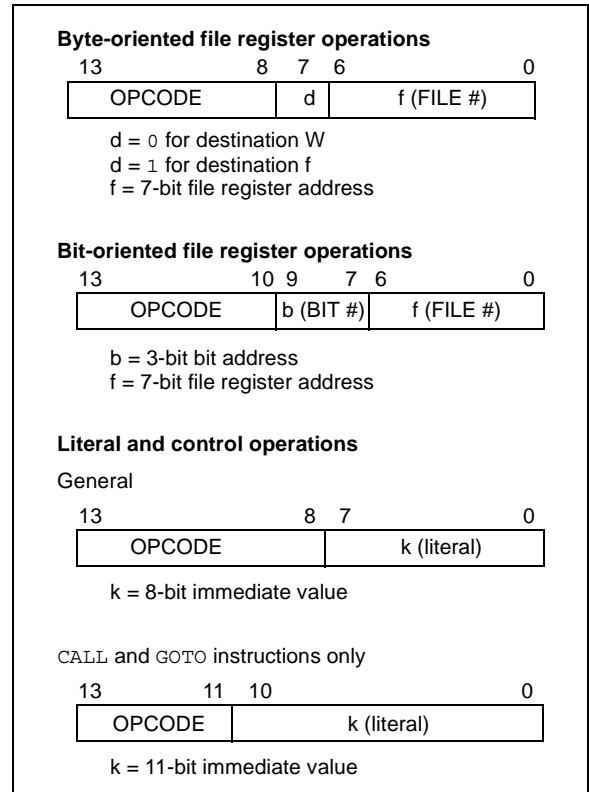 Byte-oriented file register operations
13 8 7 6 0
OPCODE d f (FILE #)
d = 0 for destination W
d = 1 for destination f
f = 7-bit file register address
Bit-oriented file register operations
13 10 9 7 6 0
OPCODE b (BIT #) f (FILE #)
b = 3-bit bit address
f = 7-bit file register address
Literal and control operations
General
13 8 7 0
OPCODE k (literal)
k = 8-bit immediate value
CALL and GOTO instructions only
13 11 10 0
OPCODE k (literal)
k = 11-bit immediate value